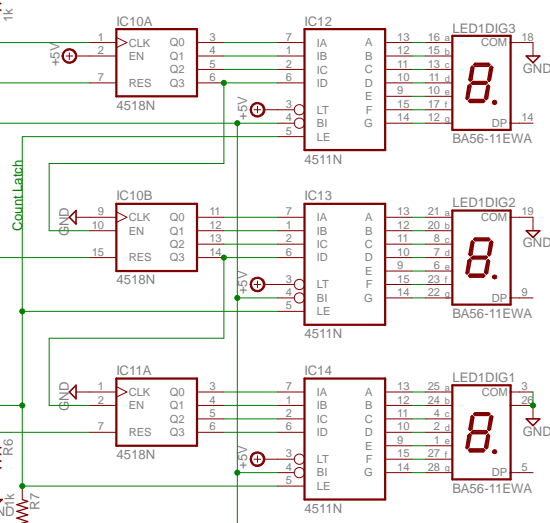 1k
IC10A
1 CLK Q0 3
+5V 2 EN Q1 4
Q2 5
7 RES Q3 6
4518N
IC12
7 IA A 13
1 IB B 12
2 IC C 11
6 ID D 10
E 9
+5V 3 LT F 15
4 BI G 14
5 LE
4511N
LED1DIG3
16 a COM 18
15 b GND
13 c
11 d
10 e
17 f
12 g DP 14
BA56-11EWA
Count Latch
IC10B
GND 9 CLK Q0 11
10 EN Q1 12
Q2 13
15 RES Q3 14
4518N
IC13
7 IA A 13
1 IB B 12
2 IC C 11
6 ID D 10
E 9
+5V 3 LT F 15
4 BI G 14
5 LE
4511N
LED1DIG2
21 a COM 19
20 b GND
8 c
7 d
6 e
23 f
22 g DP 9
BA56-11EWA
IC11A
GND 1 CLK Q0 3
2 EN Q1 4
Q2 5
7 RES Q3 6
4518N
IC14
7 IA A 13
1 IB B 12
2 IC C 11
6 ID D 10
E 9
+5V 3 LT F 15
4 BI G 14
5 LE
4511N
LED1DIG1
25 a COM 3
24 b 26
4 c GND
2 d
1 e
27 f
28 g DP 5
BA56-11EWA
R6
1k
R7